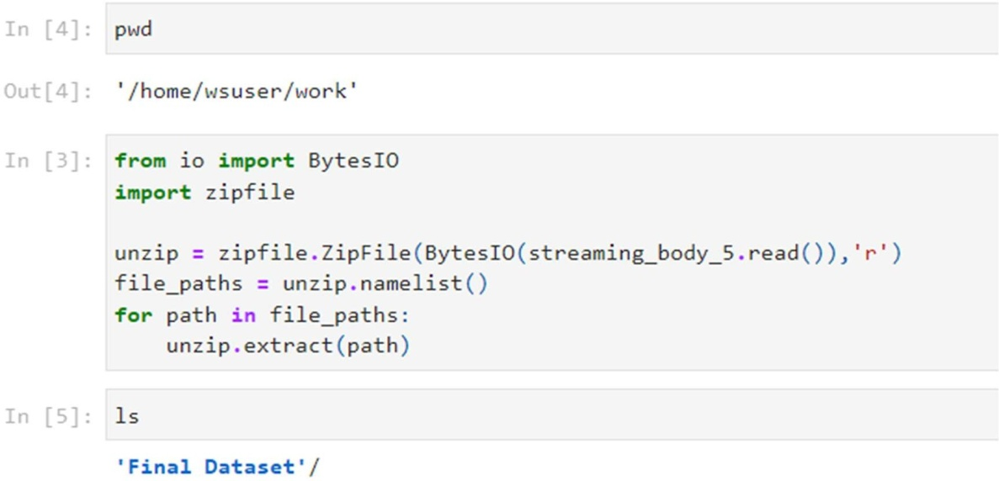 In [4]: pwd
Out[4]: '/home/wsuser/work'
In [3]: from io import BytesIO
import zipfile
unzip = zipfile.ZipFile(BytesIO(streaming_body_5.read()),'r')
file_paths = unzip.namelist()
for path in file_paths:
    unzip.extract(path)
In [5]: ls
'Final Dataset'/